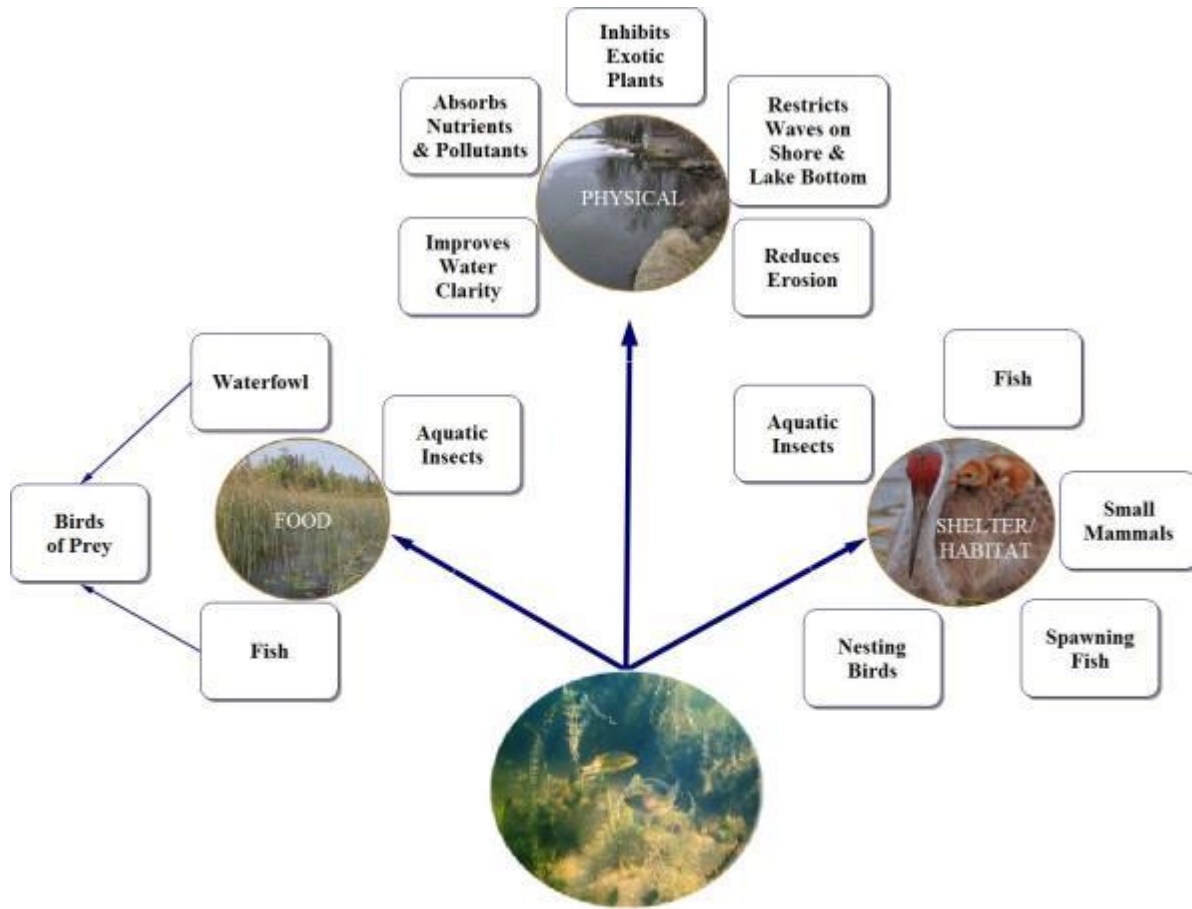 Inhibits
Exotic
Plants
Absorbs
Nutrients
& Pollutants
Restricts
Waves on
Shore &
Lake Bottom
PHYSICAL
Improves
Water
Clarity
Reduces
Erosion
Waterfowl
Aquatic
Insects
Birds
of Prey
FOOD
Fish
Aquatic
Insects
Fish
SHELTER/
HABITAT
Small
Mammals
Nesting
Birds
Spawning
Fish